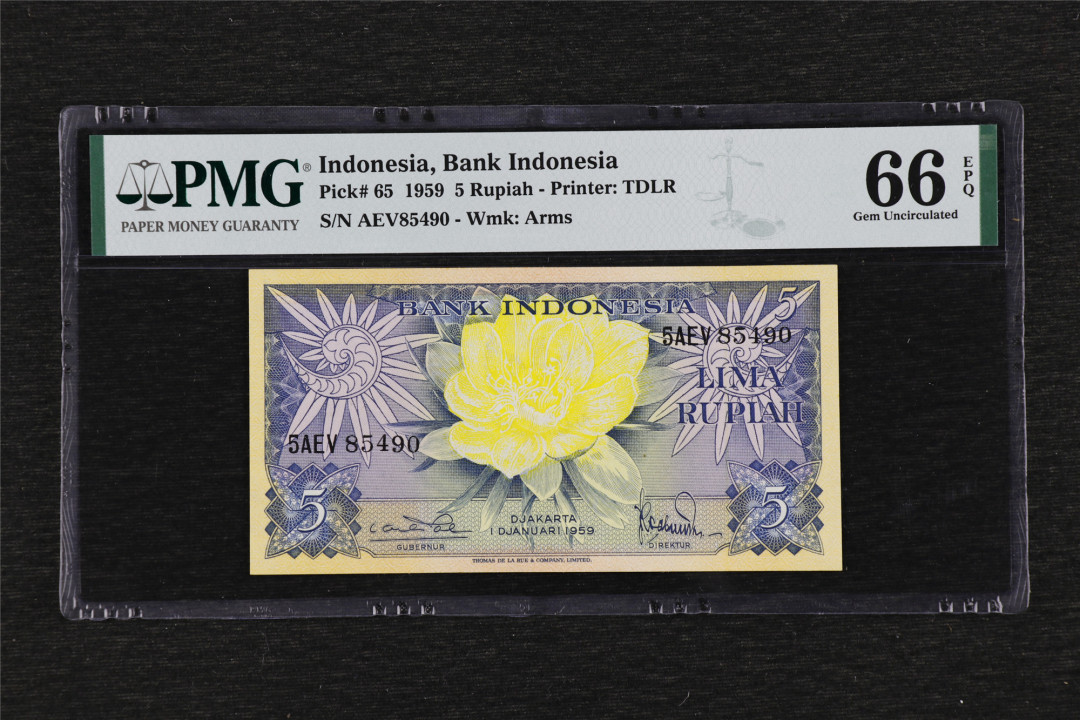 PMG®
PAPER MONEY GUARANTY
Indonesia, Bank Indonesia
Pick# 65 1959 5 Rupiah - Printer: TDLR
S/N AEV85490 - Wmk: Arms
66
EPQ
Gem Uncirculated
BANK INDONESIA
5
5AEV 85490
LIMA
RUPIAH
5AEV 85490
5
5
DJAKARTA
1 DJANUARI 1959
GUBERNUR
DIREKTUR
THOMAS DE LA RUE & COMPANY, LIMITED.